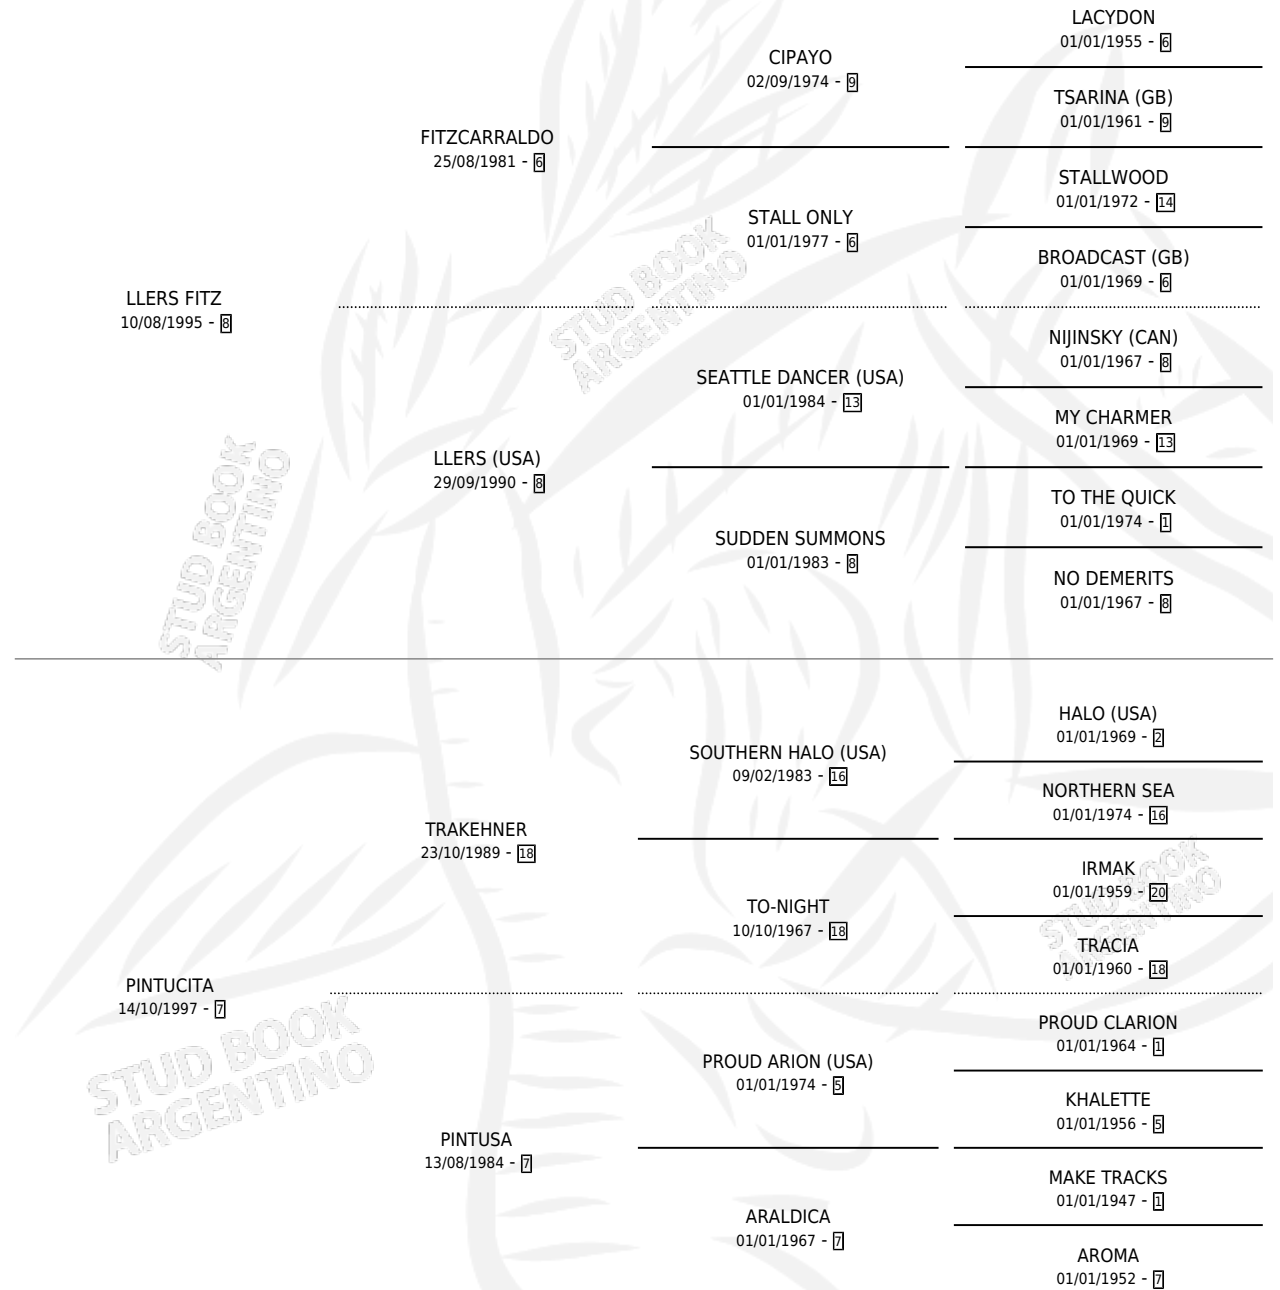 LACYDON
01/01/1955 - 6
CIPAYO
02/09/1974 - 9
TSARINA (GB)
01/01/1961 - 9
FITZCARRALDO
25/08/1981 - 6
STALLWOOD
01/01/1972 - 14
STALL ONLY
01/01/1977 - 6
BROADCAST (GB)
01/01/1969 - 6
LLERS FITZ
10/08/1995 - 8
NIJINSKY (CAN)
01/01/1967 - 8
SEATTLE DANCER (USA)
01/01/1984 - 13
MY CHARMER
01/01/1969 - 13
LLERS (USA)
29/09/1990 - 8
TO THE QUICK
01/01/1974 - 1
SUDDEN SUMMONS
01/01/1983 - 8
NO DEMERITS
01/01/1967 - 8
HALO (USA)
01/01/1969 - 2
SOUTHERN HALO (USA)
09/02/1983 - 16
NORTHERN SEA
01/01/1974 - 16
TRAKEHNER
23/10/1989 - 18
IRMAK
01/01/1959 - 20
TO-NIGHT
10/10/1967 - 18
TRACIA
01/01/1960 - 18
PINTUCITA
14/10/1997 - 7
PROUD CLARION
01/01/1964 - 1
PROUD ARION (USA)
01/01/1974 - 5
KHALETTE
01/01/1956 - 5
PINTUSA
13/08/1984 - 7
MAKE TRACKS
01/01/1947 - 1
ARALDICA
01/01/1967 - 7
AROMA
01/01/1952 - 7
STUD BOOK
ARGENTINO
STUD BOOK
ARGENTINO
STUD BOOK
ARGENTINO
STUD BOOK
ARGENTINO